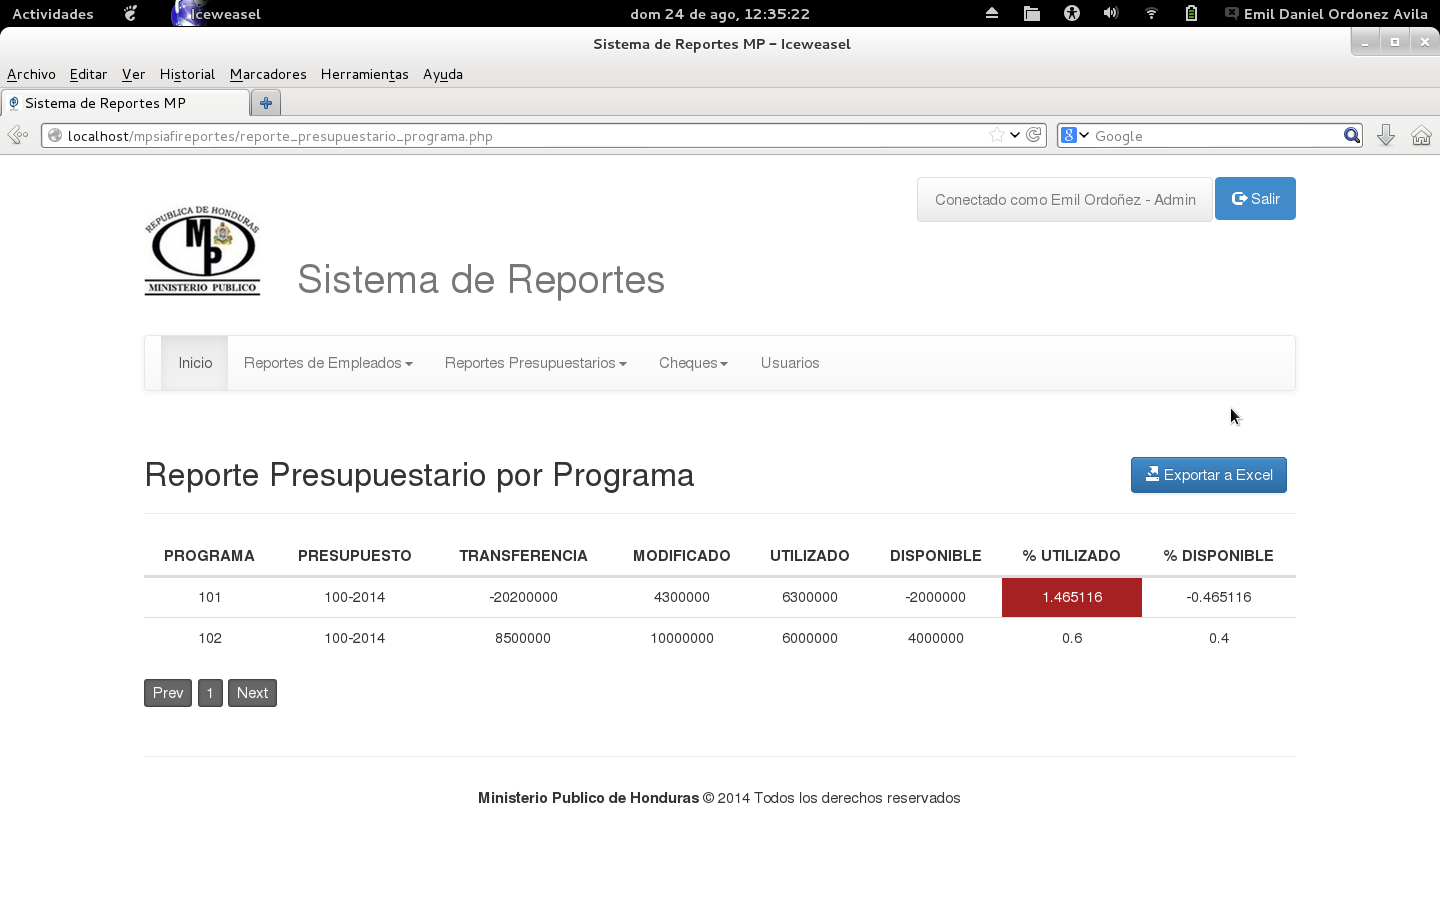 Actividades Iceweasel dom 24 de ago, 12:35:22 Emil Daniel Ordonez Avila
Sistema de Reportes MP – Iceweasel
Archivo Editar Ver Historial Marcadores Herramientas Ayuda
Sistema de Reportes MP
localhost/mpsiafireportes/reporte_presupuestario_programa.php Google
Conectado como Emil Ordoñez - Admin Salir
REPUBLICA DE HONDURAS
MP
MINISTERIO PUBLICO
Sistema de Reportes
Inicio Reportes de Empleados Reportes Presupuestarios Cheques Usuarios
Reporte Presupuestario por Programa Exportar a Excel
PROGRAMA PRESUPUESTO TRANSFERENCIA MODIFICADO UTILIZADO DISPONIBLE % UTILIZADO % DISPONIBLE
101 100-2014 -20200000 4300000 6300000 -2000000 1.465116 -0.465116
102 100-2014 8500000 10000000 6000000 4000000 0.6 0.4
Prev 1 Next
Ministerio Publico de Honduras © 2014 Todos los derechos reservados